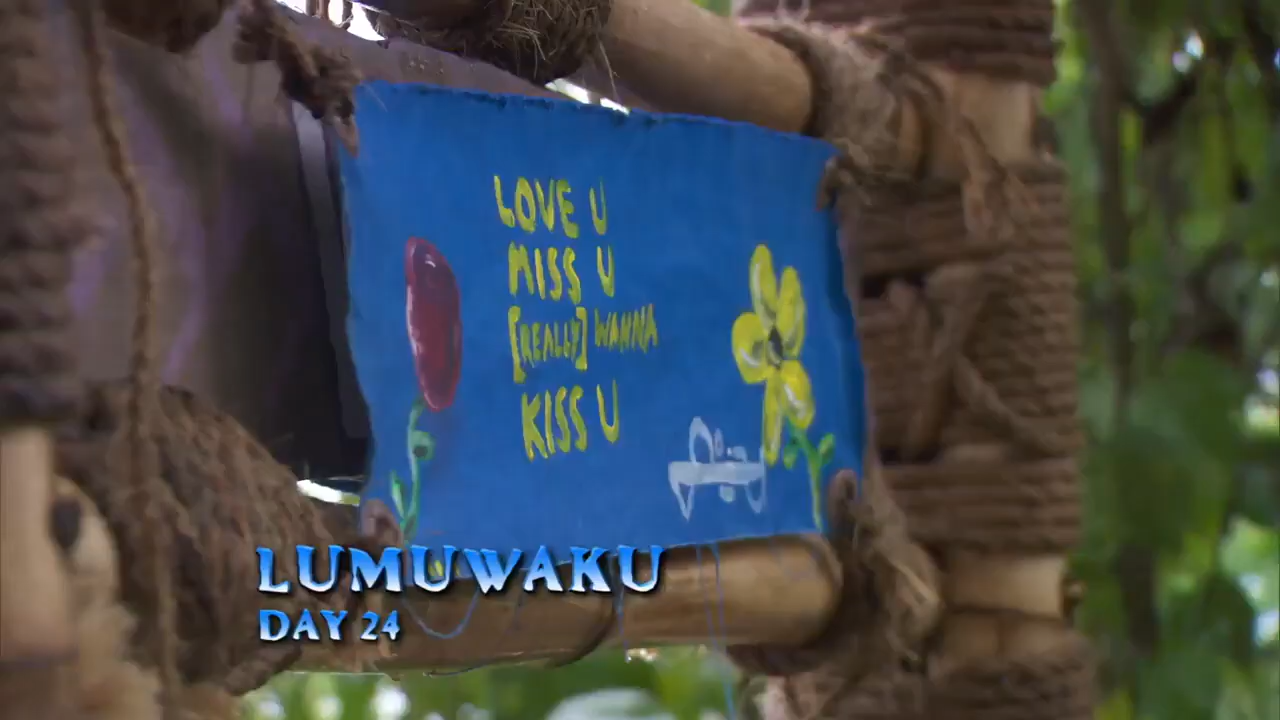 LOVE U
MISS U
[REALLY] WANNA
KISS U
LUMUWAKU
DAY 24